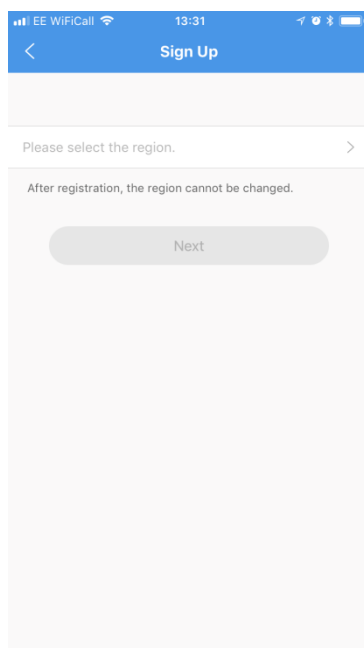 EE WiFiCall 13:31
Sign Up
Please select the region.
After registration, the region cannot be changed.
Next